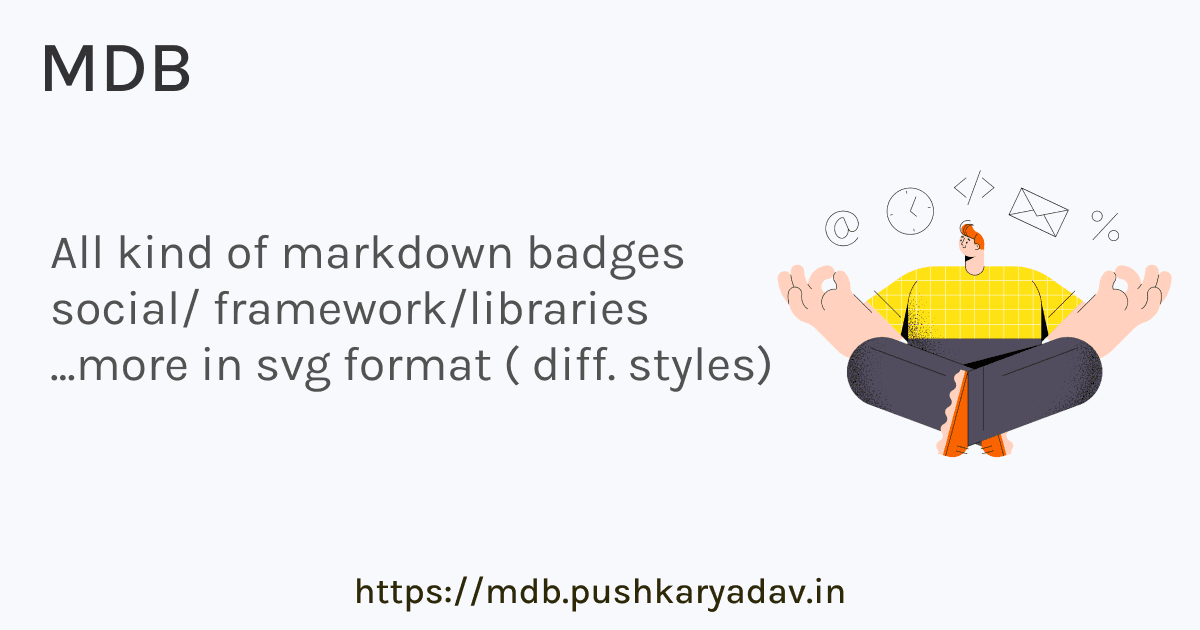 MDB
All kind of markdown badges
social/ framework/libraries
...more in svg format ( diff. styles)
@
</>
%
https://mdb.pushkaryadav.in